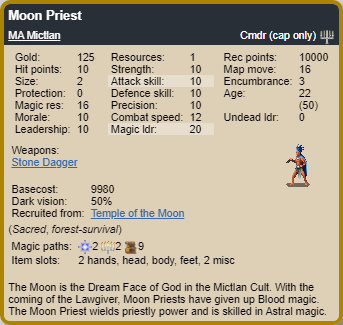 Moon Priest
MA Mictlan Cmdr (cap only)
Gold: 125 Resources: 1 Rec points: 10000
Hit points: 10 Strength: 10 Map move: 16
Size: 2 Attack skill: 10 Encumbrance: 3
Protection: 0 Defence skill: 10 Age: 22
Magic res: 16 Precision: 10 (50)
Morale: 10 Combat speed: 12 Undead ldr: 0
Leadership: 10 Magic ldr: 20
Weapons:
Stone Dagger
Basecost: 9980
Dark vision: 50%
Recruited from: Temple of the Moon
(Sacred, forest-survival)
Magic paths: 2 2 9
Item slots: 2 hands, head, body, feet, 2 misc
The Moon is the Dream Face of God in the Mictlan Cult. With the
coming of the Lawgiver, Moon Priests have given up Blood magic.
The Moon Priest wields priestly power and is skilled in Astral magic.